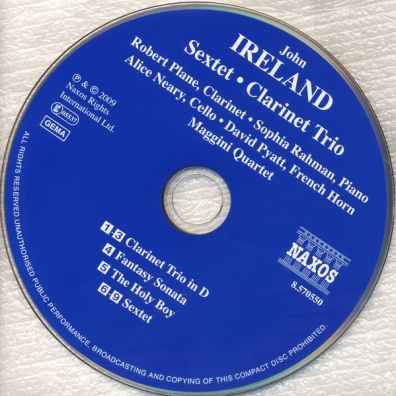 John
IRELAND
Sextet • Clarinet Trio
Robert Plane, Clarinet • Sophia Rahman, Piano
Alice Neary, Cello • David Pyatt, French Horn
Maggini Quartet
℗ & © 2009
Naxos Rights
International Ltd.
GEMA
NAXOS
8.570550
1 3 Clarinet Trio in D
4 Fantasy Sonata
5 The Holy Boy
6 9 Sextet
ALL RIGHTS RESERVED. UNAUTHORISED PUBLIC PERFORMANCE, BROADCASTING AND COPYING OF THIS COMPACT DISC PROHIBITED.